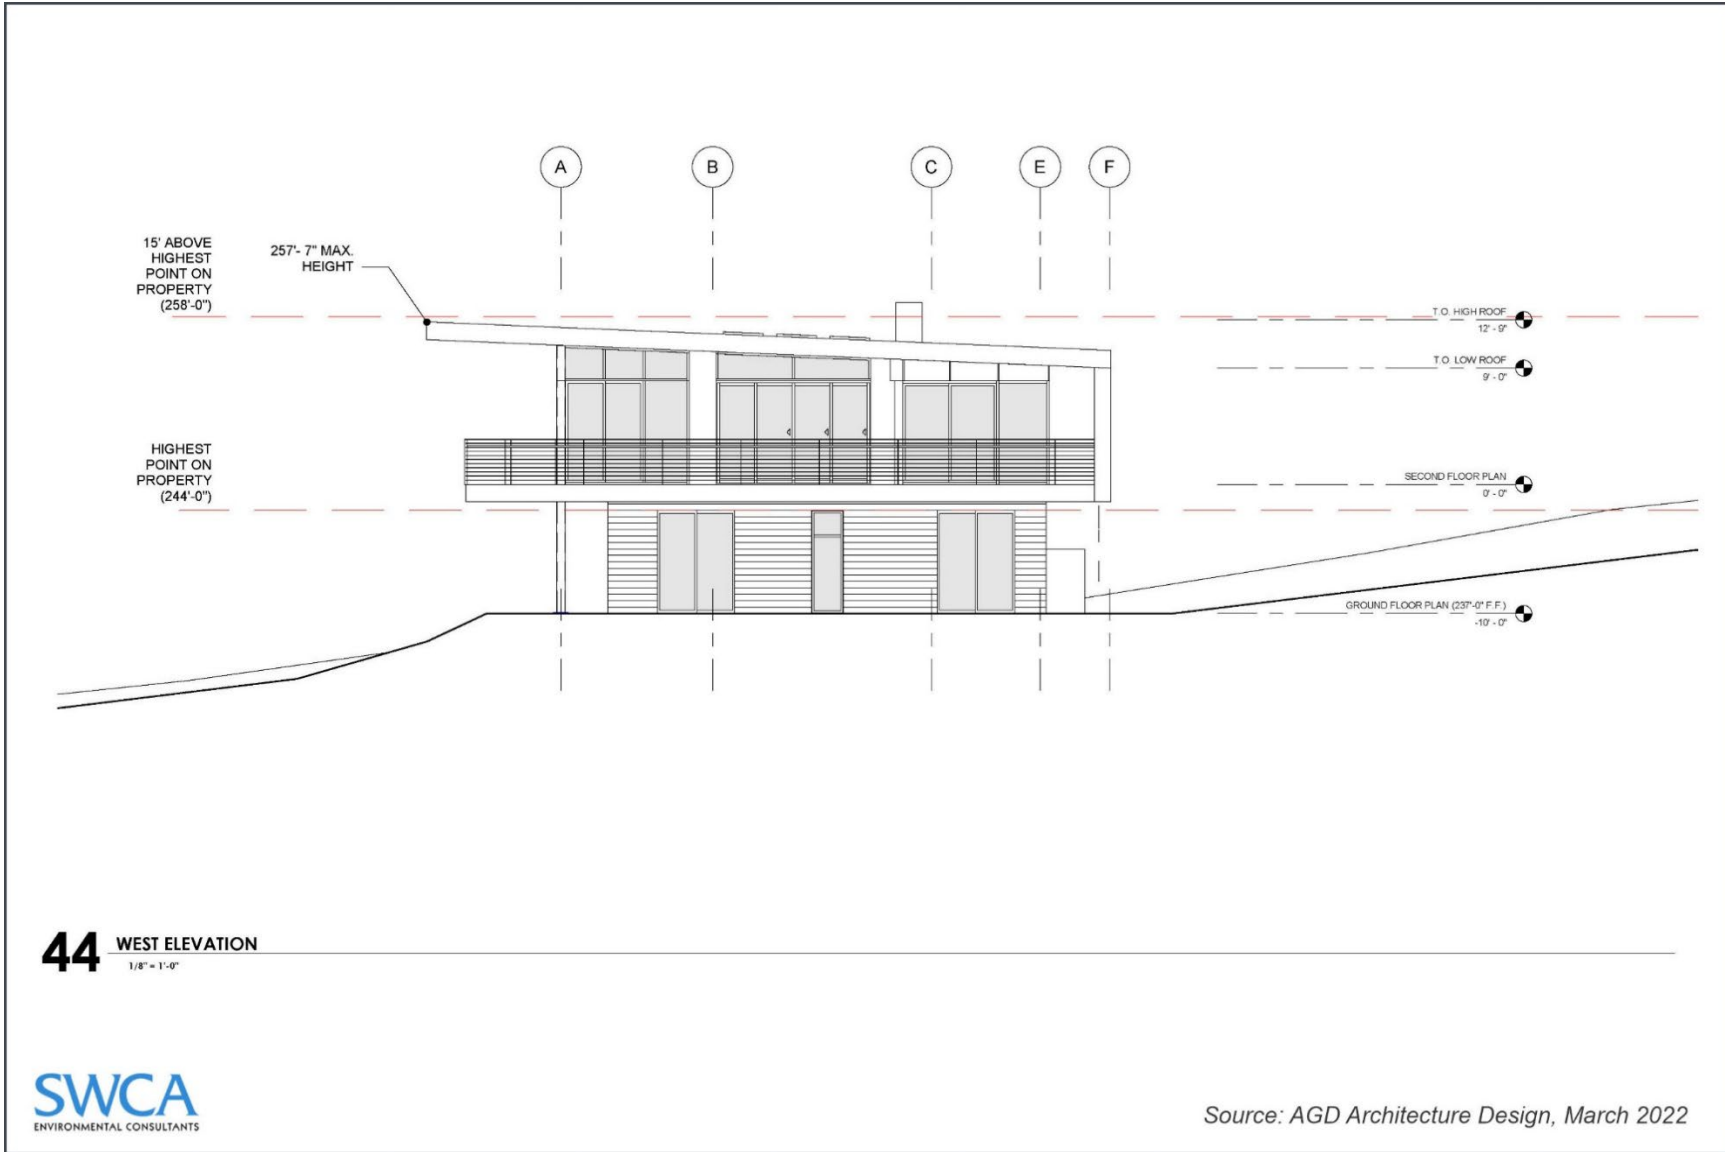 A
B
C
E
F
15' ABOVE
HIGHEST
POINT ON
PROPERTY
(258'-0")
257'- 7" MAX.
HEIGHT
T.O. HIGH ROOF
12' - 9"
T.O. LOW ROOF
9' - 0"
HIGHEST
POINT ON
PROPERTY
(244'-0")
SECOND FLOOR PLAN
0' - 0"
GROUND FLOOR PLAN (237'-0" F.F.)
-10' - 0"
44 WEST ELEVATION
1/8" = 1'-0"
SWCA
ENVIRONMENTAL CONSULTANTS
Source: AGD Architecture Design, March 2022